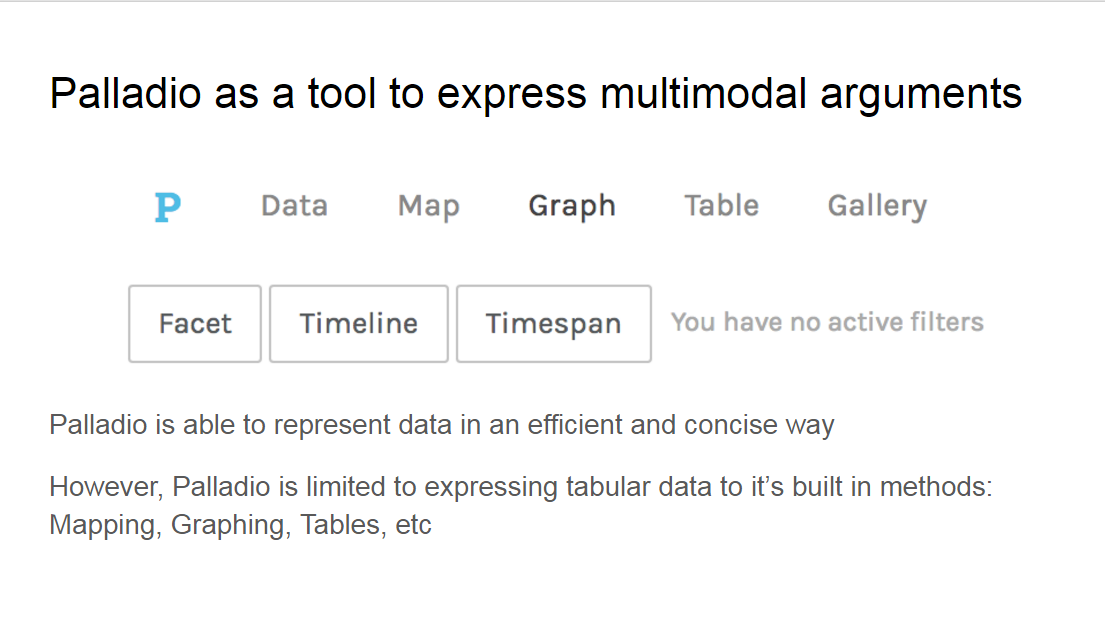 Palladio as a tool to express multimodal arguments
P Data Map Graph Table Gallery
Facet Timeline Timespan You have no active filters
Palladio is able to represent data in an efficient and concise way
However, Palladio is limited to expressing tabular data to it’s built in methods:
Mapping, Graphing, Tables, etc